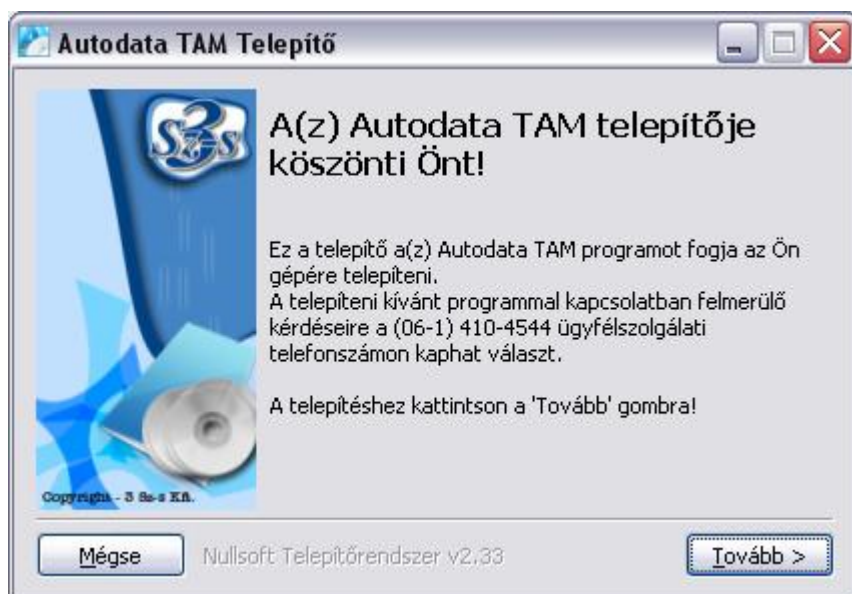 Autodata TAM Telepítő
3
Sz-s
A(z) Autodata TAM telepítője
köszönti Önt!
Ez a telepítő a(z) Autodata TAM programot fogja az Ön
gépére telepíteni.
A telepíteni kívánt programmal kapcsolatban felmerülő
kérdéseire a (06-1) 410-4544 ügyfélszolgálati
telefonszámon kaphat választ.
A telepítéshez kattintson a 'Tovább' gombra!
Copyright - 3 Sz-s Kft.
Mégse
Nullsoft Telepítőrendszer v2.33
Tovább >